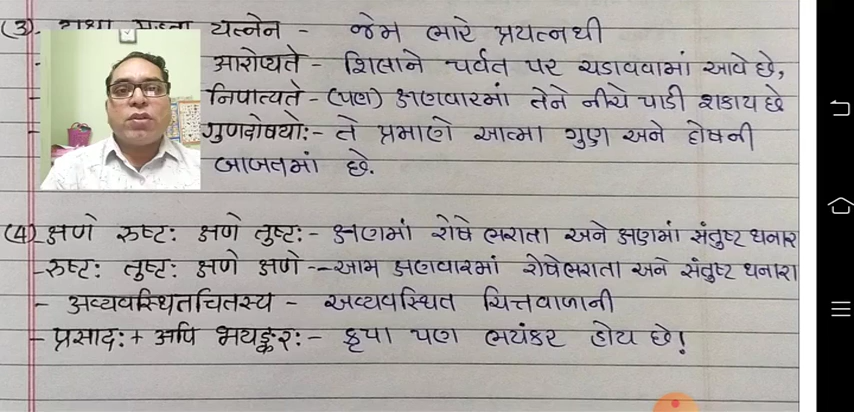 (3). यत्नेन - જેમ ભારે પ્રયત્નથી
आरोप्यते - શિલાને પર્વત પર ચડાવવામાં આવે છે,
- निपात्यते - (પણ) ક્ષણવારમાં તેને નીચે પાડી શકાય છે
- गुणदोषयोः - તે પ્રમાણે આત્મા ગુણ અને દોષની
બાબતમાં છે.
(4) क्षणे रुष्टः क्षणे तुष्टः - ક્ષણમાં રોષે ભરાતા અને ક્ષણમાં સંતુષ્ટ થનાર
- रुष्टः तुष्टः क्षणे क्षणे -- આમ ક્ષણવારમાં રોષેભરાતા અને સંતુષ્ટ થનારા
- अव्यवस्थितचितस्य - અવ્યવસ્થિત ચિત્તવાળાની
- प्रसादः + अपि भयङ्करः - કૃપા પણ ભયંકર હોય છે!